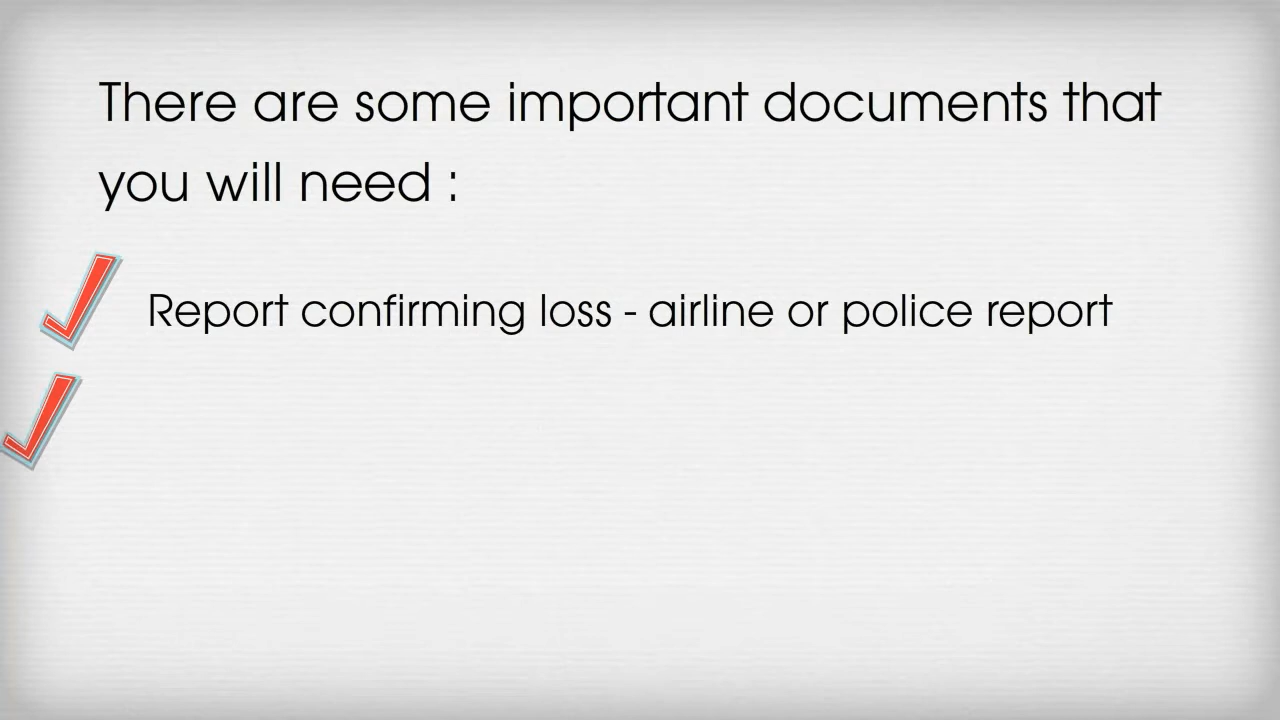 There are some important documents that
you will need :
Report confirming loss - airline or police report